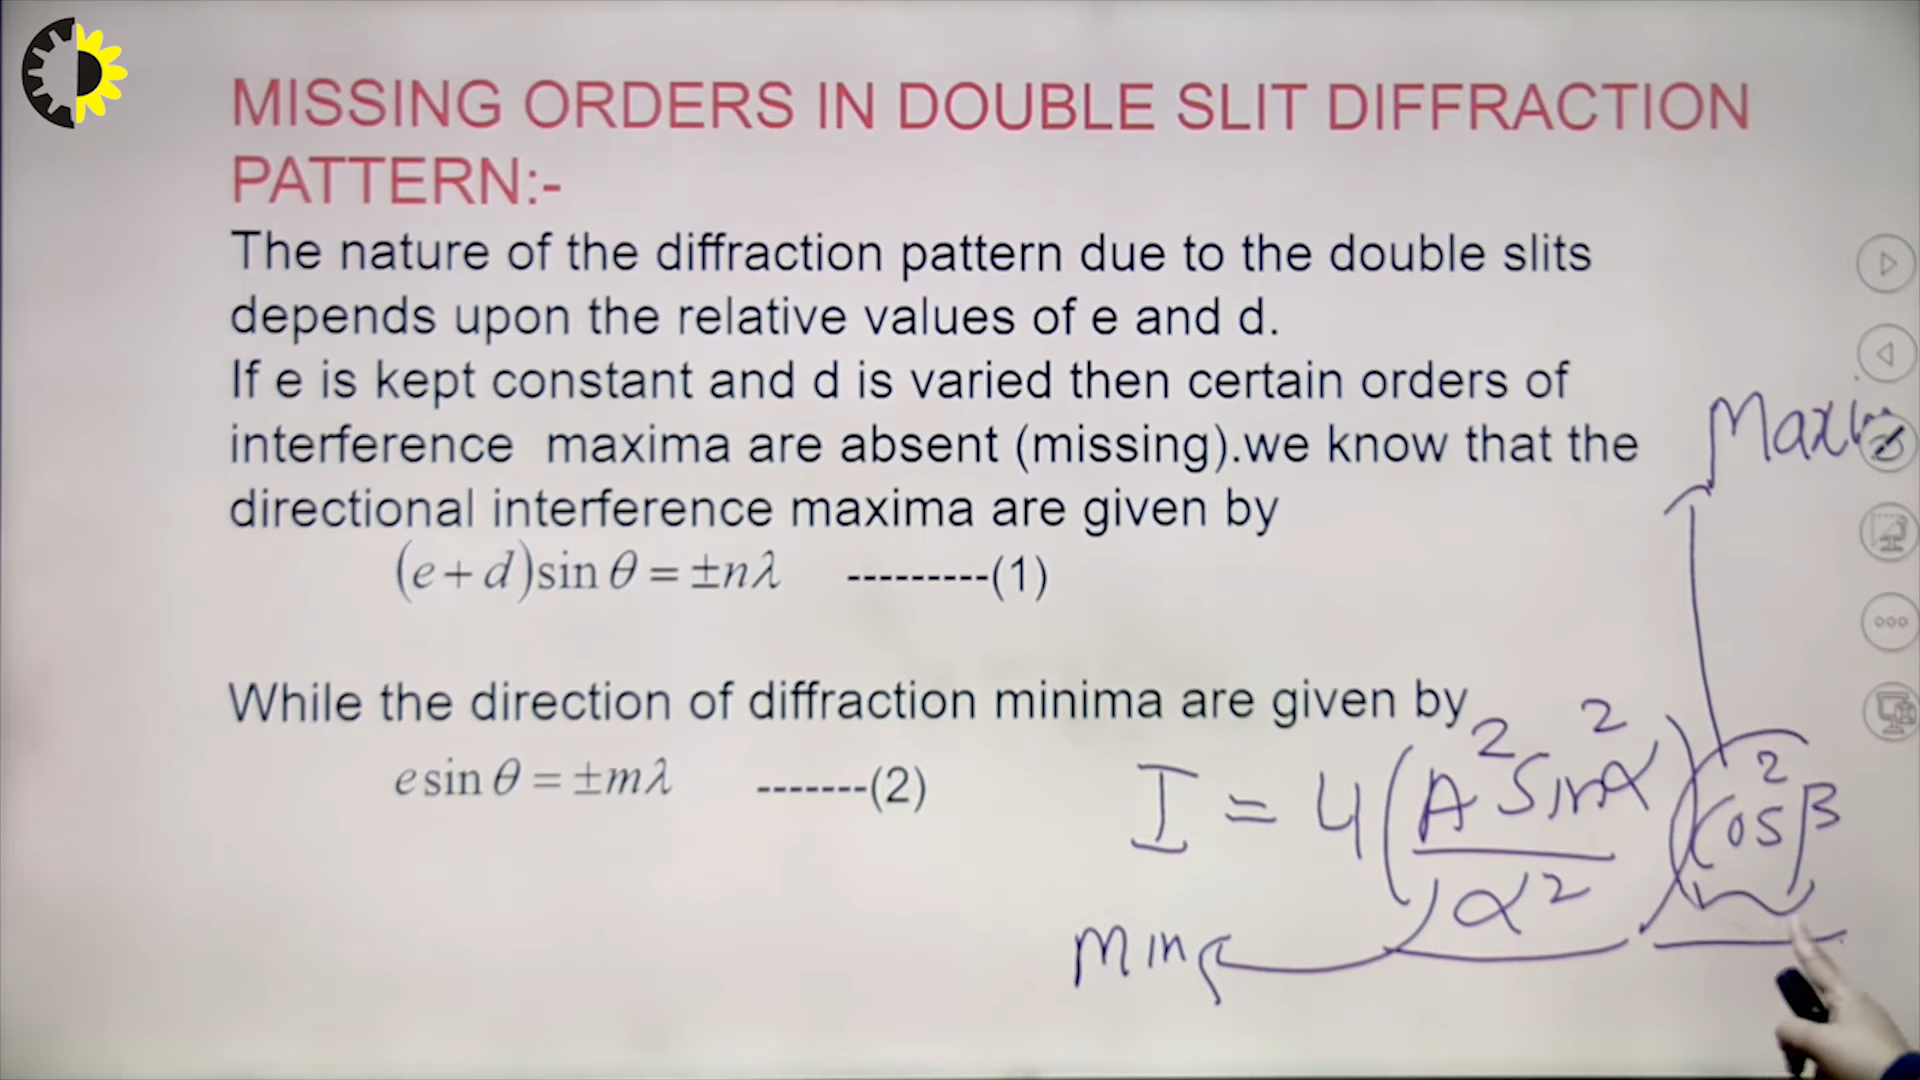 MISSING ORDERS IN DOUBLE SLIT DIFFRACTION
PATTERN:-
The nature of the diffraction pattern due to the double slits
depends upon the relative values of e and d.
If e is kept constant and d is varied then certain orders of
interference maxima are absent (missing).we know that the
directional interference maxima are given by
(e+d)sin θ = ±nλ ---------(1)
While the direction of diffraction minima are given by
e sin θ = ±mλ -------(2)
I = 4 (A² Sin²α / α²) (Cos²β)